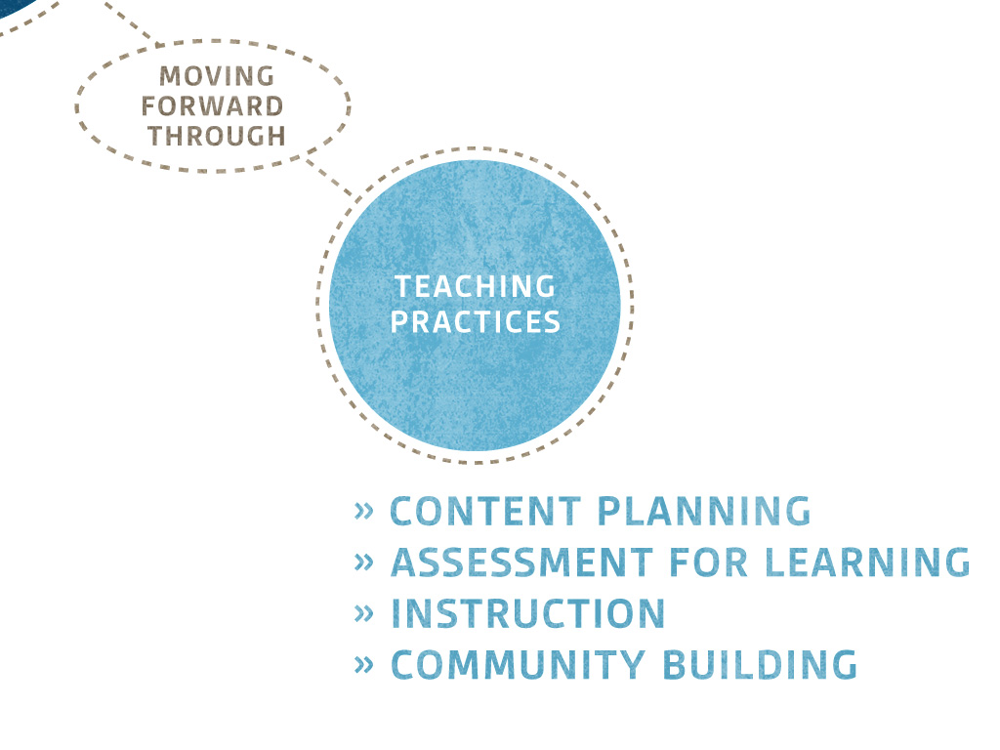 MOVING
FORWARD
THROUGH
TEACHING
PRACTICES
» CONTENT PLANNING
» ASSESSMENT FOR LEARNING
» INSTRUCTION
» COMMUNITY BUILDING